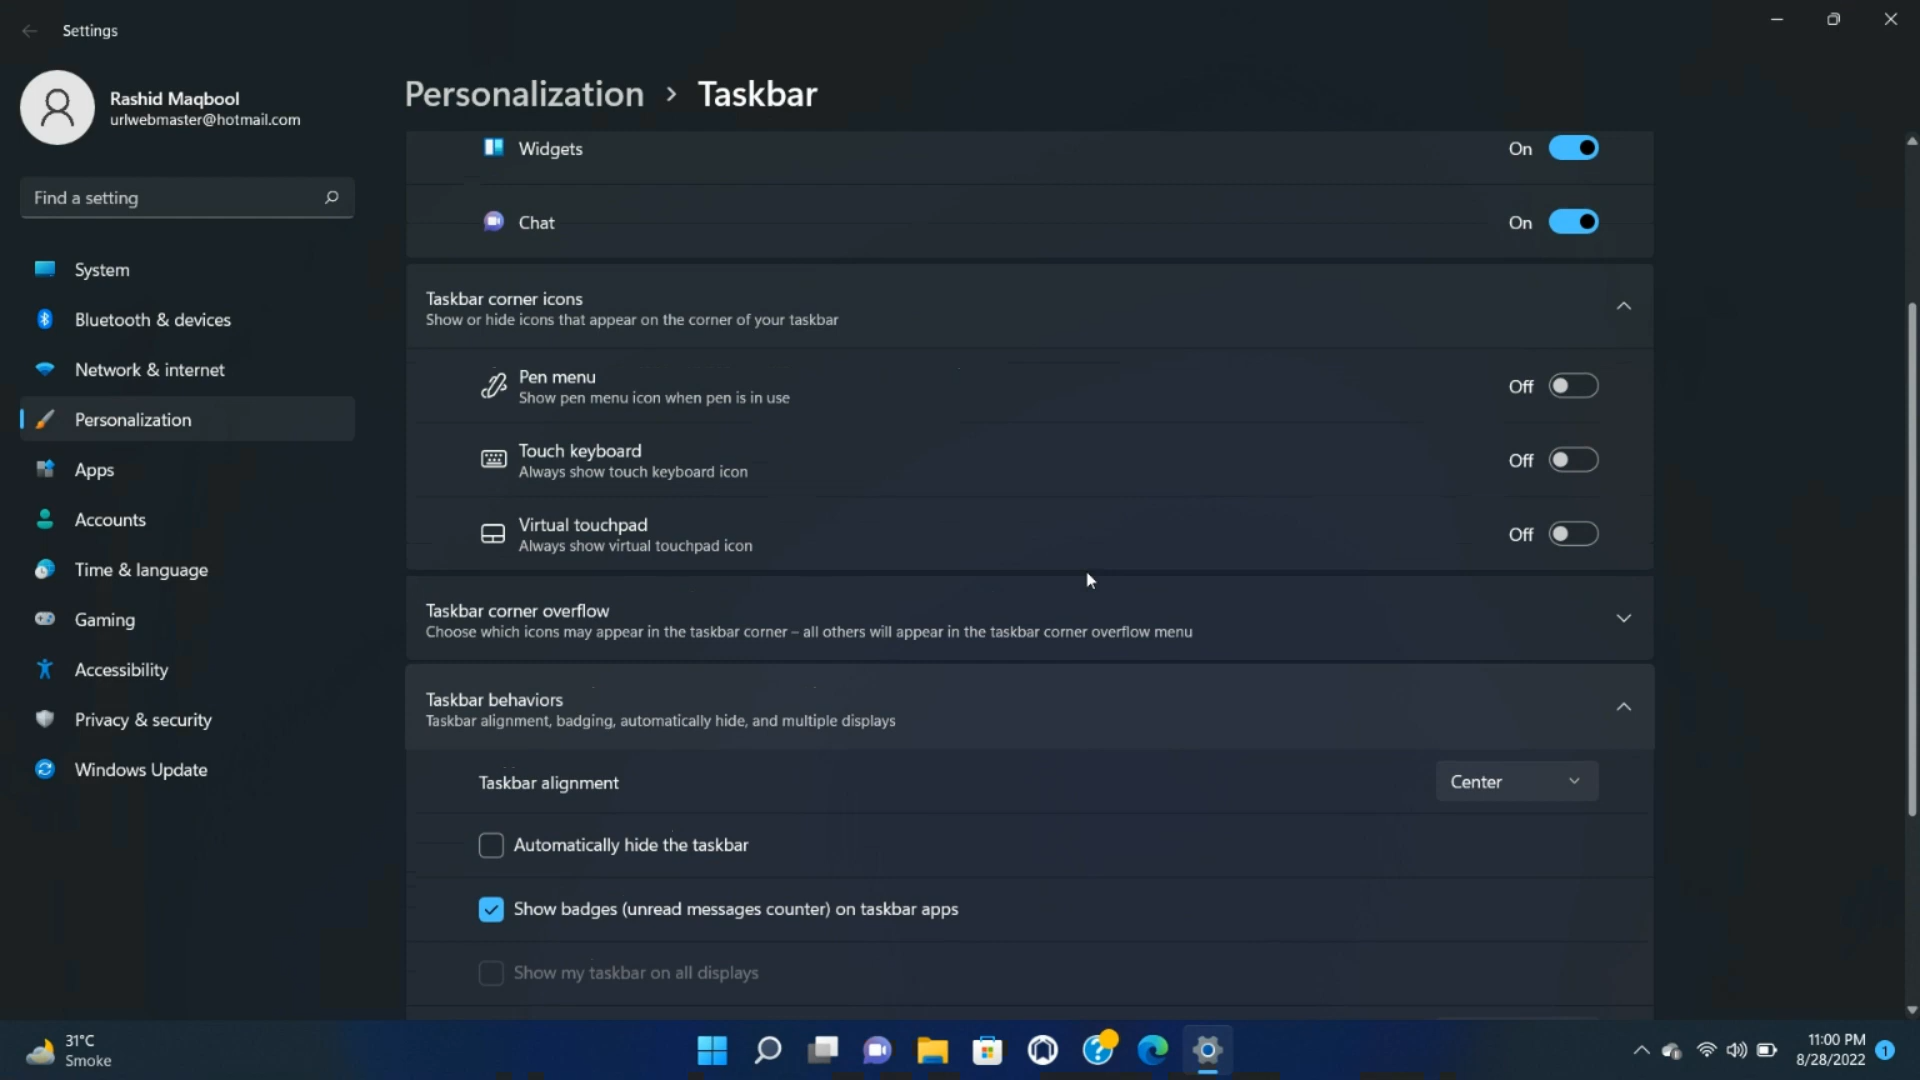 Settings
Rashid Maqbool
urlwebmaster@hotmail.com
Find a setting
System
Bluetooth & devices
Network & internet
Personalization
Apps
Accounts
Time & language
Gaming
Accessibility
Privacy & security
Windows Update
Personalization > Taskbar
Widgets On
Chat On
Taskbar corner icons
Show or hide icons that appear on the corner of your taskbar
Pen menu
Show pen menu icon when pen is in use
Off
Touch keyboard
Always show touch keyboard icon
Off
Virtual touchpad
Always show virtual touchpad icon
Off
Taskbar corner overflow
Choose which icons may appear in the taskbar corner – all others will appear in the taskbar corner overflow menu
Taskbar behaviors
Taskbar alignment, badging, automatically hide, and multiple displays
Taskbar alignment Center
Automatically hide the taskbar
Show badges (unread messages counter) on taskbar apps
Show my taskbar on all displays
31°C
Smoke
11:00 PM
8/28/2022
1